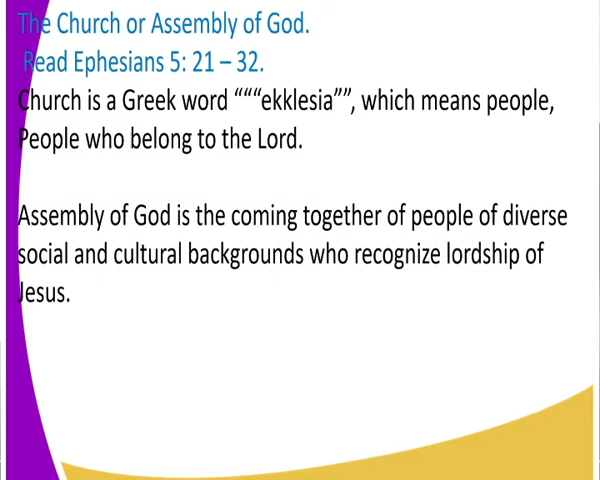 The Church or Assembly of God.
Read Ephesians 5: 21 – 32.
Church is a Greek word “““ekklesia””, which means people,
People who belong to the Lord.
Assembly of God is the coming together of people of diverse
social and cultural backgrounds who recognize lordship of
Jesus.